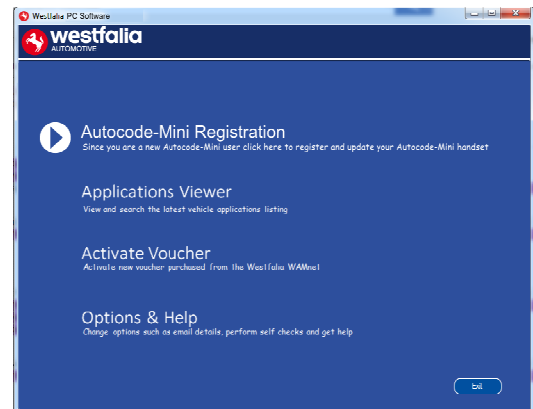 Westfalia PC Software
westfalia
AUTOMOTIVE
Autocode-Mini Registration
Since you are a new Autocode-Mini user click here to register and update your Autocode-Mini handset
Applications Viewer
View and search the latest vehicle applications listing
Activate Voucher
Activate new voucher purchased from the Westfalia WAMnet
Options & Help
Change options such as email details, perform self checks and get help
Exit